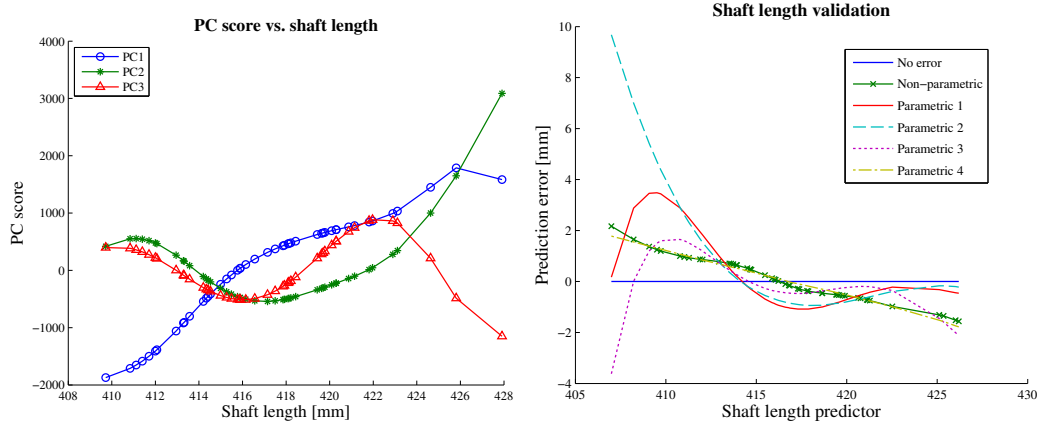 PC score vs. shaft length
4000
3000
2000
1000
0
−1000
−2000
PC score
PC1
PC2
PC3
408 410 412 414 416 418 420 422 424 426 428
Shaft length [mm]
Shaft length validation
10
8
6
4
2
0
−2
−4
Prediction error [mm]
No error
Non−parametric
Parametric 1
Parametric 2
Parametric 3
Parametric 4
405 410 415 420 425 430
Shaft length predictor